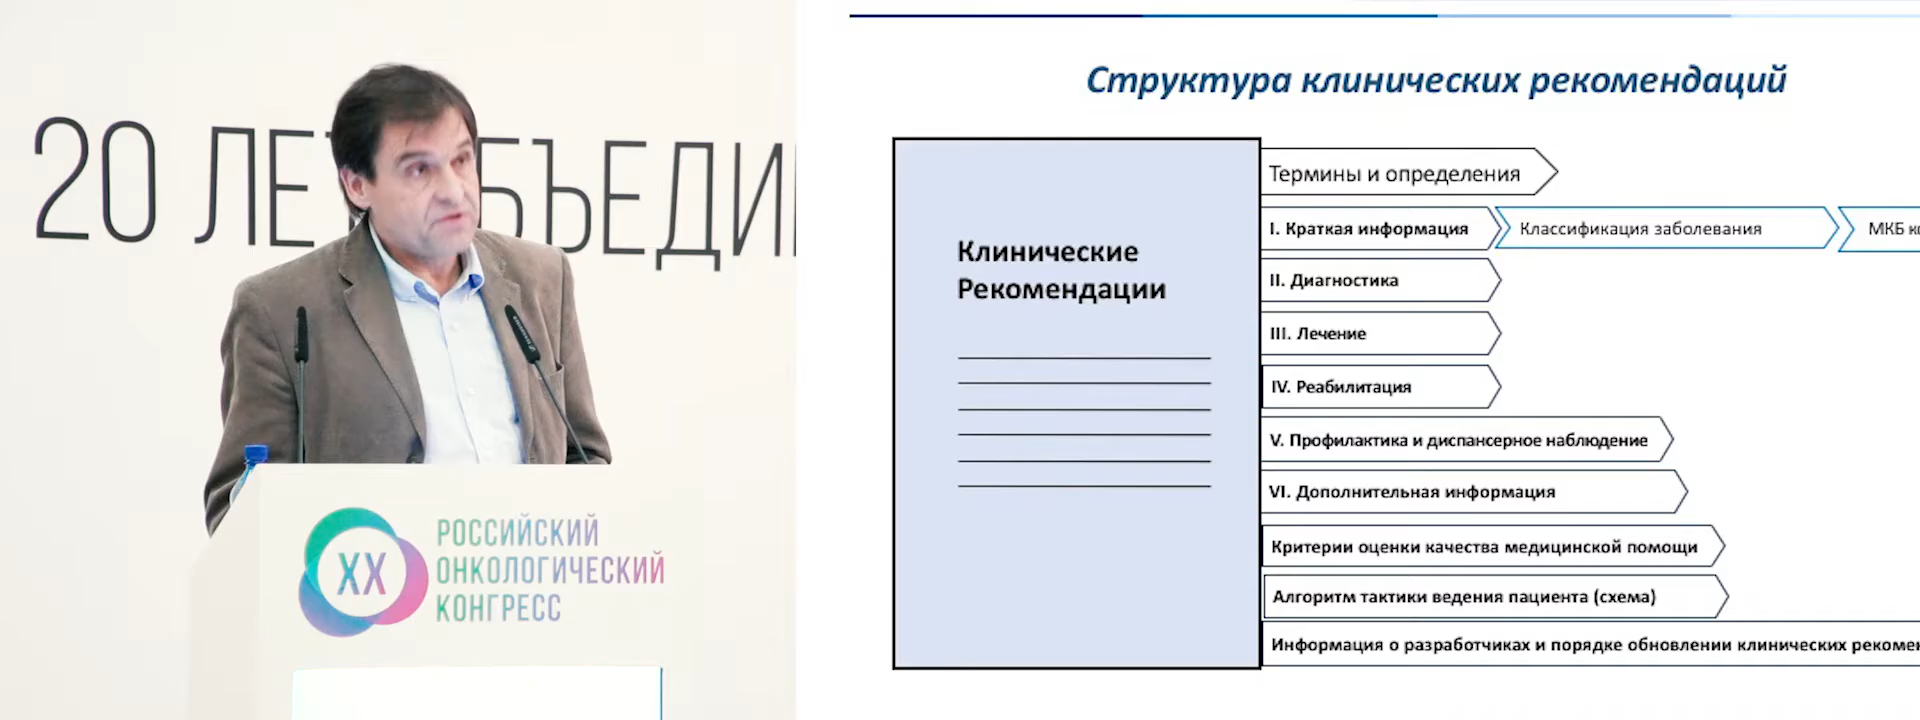 20 ЛЕ БЪЕДИ
XX
РОССИЙСКИЙ
ОНКОЛОГИЧЕСКИЙ
КОНГРЕСС
Структура клинических рекомендаций
Клинические
Рекомендации
Термины и определения
I. Краткая информация
Классификация заболевания
МКБ
II. Диагностика
III. Лечение
IV. Реабилитация
V. Профилактика и диспансерное наблюдение
VI. Дополнительная информация
Критерии оценки качества медицинской помощи
Алгоритм тактики ведения пациента (схема)
Информация о разработчиках и порядке обновлении клинических